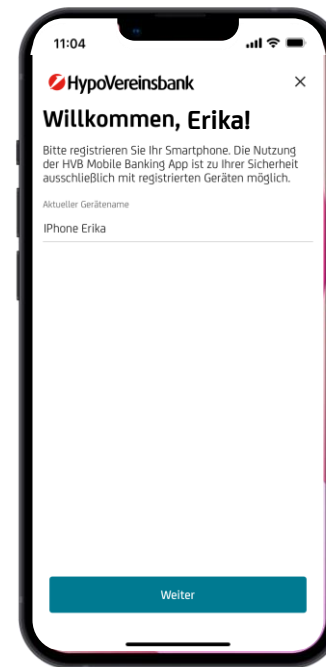 11:04
HypoVereinsbank
Willkommen, Erika!
Bitte registrieren Sie Ihr Smartphone. Die Nutzung
der HVB Mobile Banking App ist zu Ihrer Sicherheit
ausschließlich mit registrierten Geräten möglich.
Aktueller Gerätename
IPhone Erika
Weiter